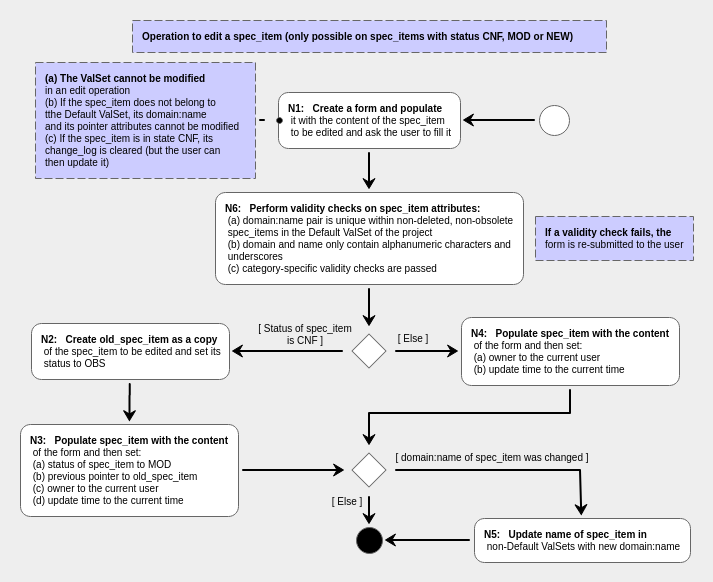 Operation to edit a spec_item (only possible on spec_items with status CNF, MOD or NEW)
(a) The ValSet cannot be modified
in an edit operation
(b) If the spec_item does not belong to
tthe Default ValSet, its domain:name
and its pointer attributes cannot be modified
(c) If the spec_item is in state CNF, its
change_log is cleared (but the user can
then update it)
N1: Create a form and populate
it with the content of the spec_item
to be edited and ask the user to fill it
N6: Perform validity checks on spec_item attributes:
(a) domain:name pair is unique within non-deleted, non-obsolete
spec_items in the Default ValSet of the project
(b) domain and name only contain alphanumeric characters and
underscores
(c) category-specific validity checks are passed
If a validity check fails, the
form is re-submitted to the user
[ Status of spec_item
is CNF ]
[ Else ]
N2: Create old_spec_item as a copy
of the spec_item to be edited and set its
status to OBS
N4: Populate spec_item with the content
of the form and then set:
(a) owner to the current user
(b) update time to the current time
N3: Populate spec_item with the content
of the form and then set:
(a) status of spec_item to MOD
(b) previous pointer to old_spec_item
(c) owner to the current user
(d) update time to the current time
[ domain:name of spec_item was changed ]
[ Else ]
N5: Update name of spec_item in
non-Default ValSets with new domain:name